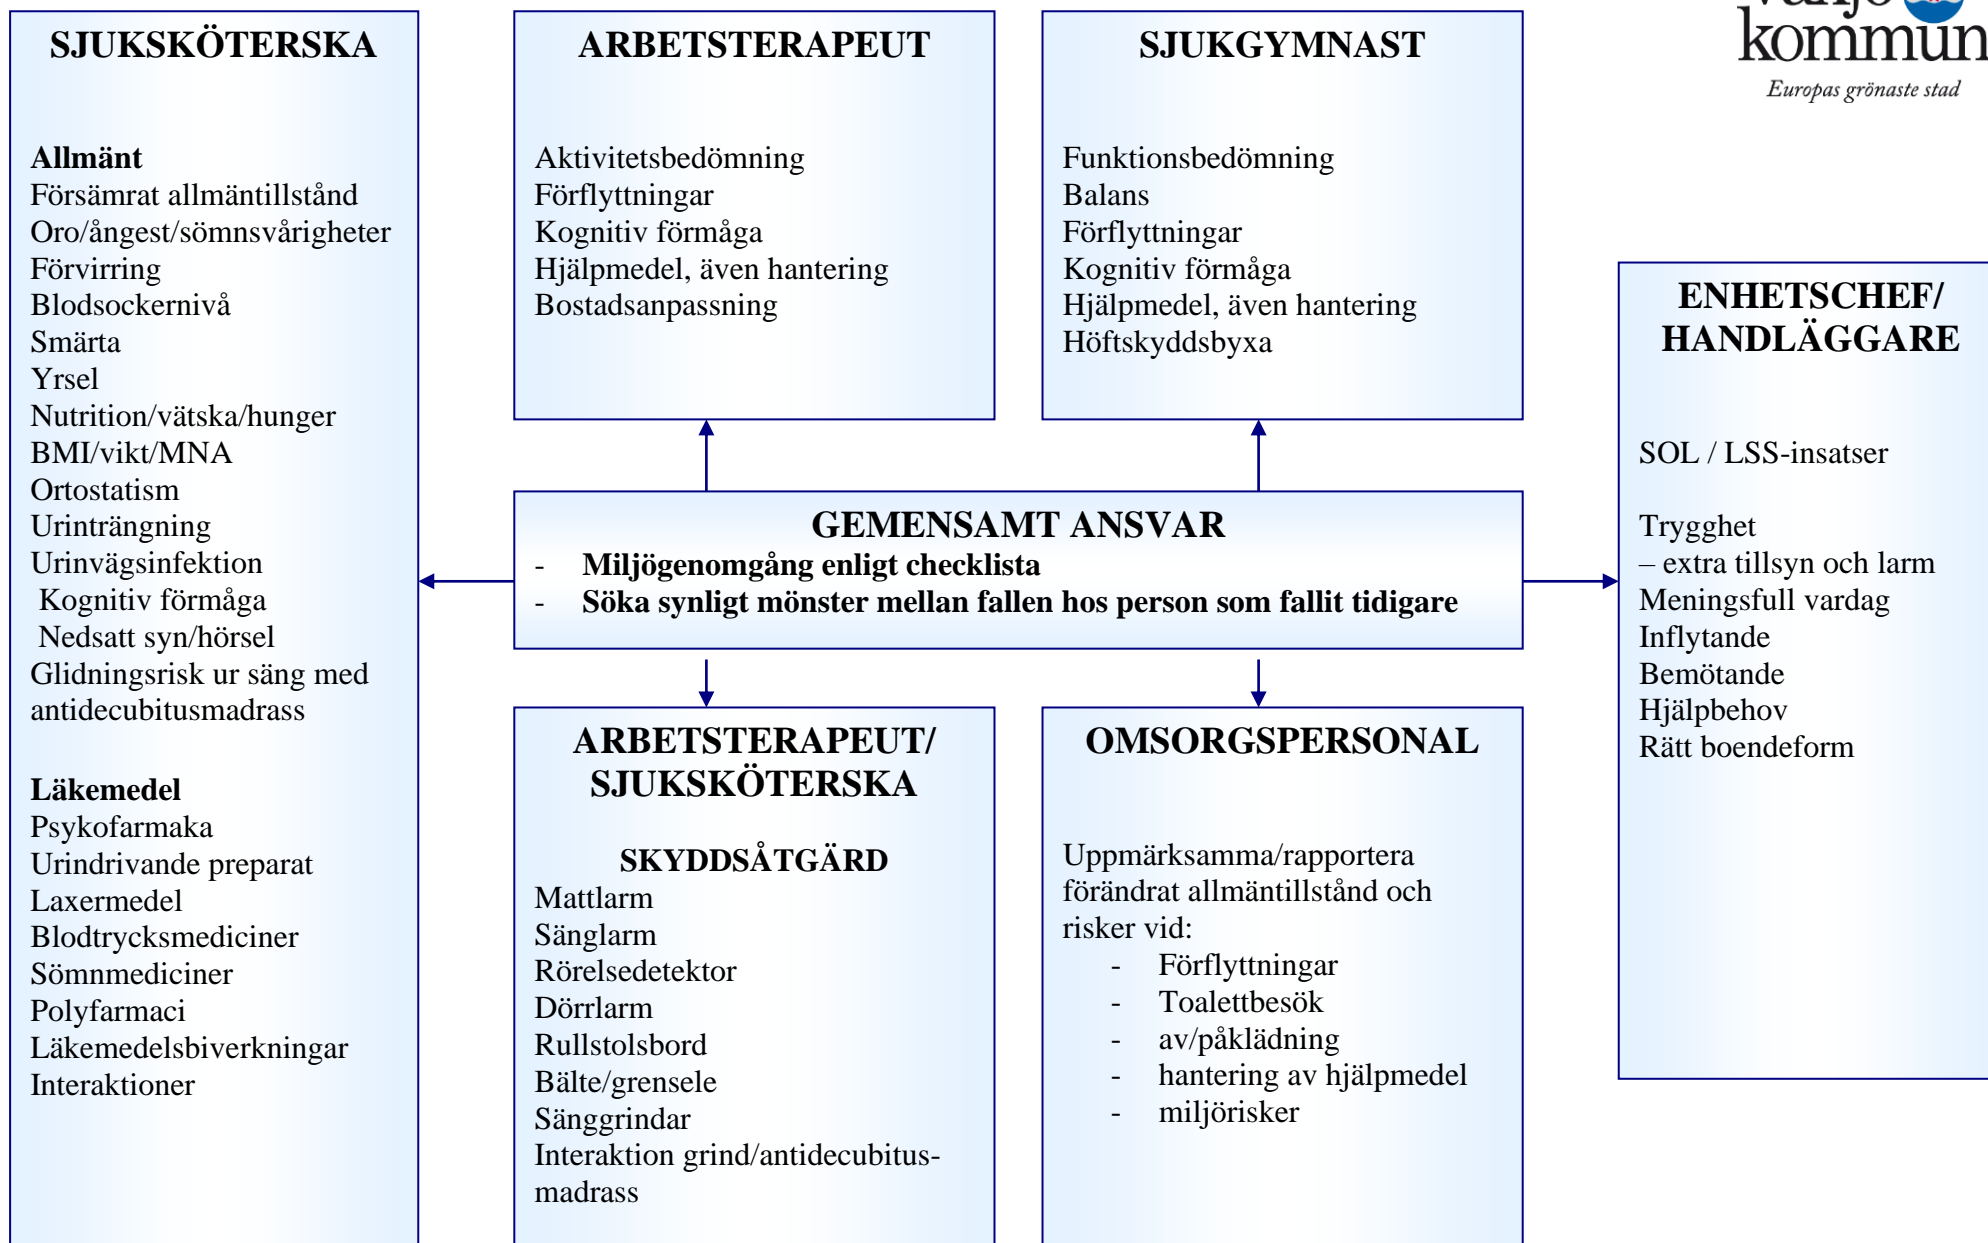 SJUKSKÖTERSKA
Allmänt
Försämrat allmäntillstånd
Oro/ångest/sömnsvårigheter
Förvirring
Blodsockernivå
Smärta
Yrsel
Nutrition/vätska/hunger
BMI/vikt/MNA
Ortostatism
Urinträngning
Urinvägsinfektion
Kognitiv förmåga
Nedsatt syn/hörsel
Glidningsrisk ur säng med
antidecubitusmadrass
Läkemedel
Psykofarmaka
Urindrivande preparat
Laxermedel
Blodtrycksmediciner
Sömnmediciner
Polyfarmaci
Läkemedelsbiverkningar
Interaktioner
ARBETSTERAPEUT
Aktivitetsbedömning
Förflyttningar
Kognitiv förmåga
Hjälpmedel, även hantering
Bostadsanpassning
SJUKGYMNAST
Funktionsbedömning
Balans
Förflyttningar
Kognitiv förmåga
Hjälpmedel, även hantering
Höftskyddsbyxa
växjö
kommun
Europas grönaste stad
GEMENSAMT ANSVAR
- Miljögenomgång enligt checklista
- Söka synligt mönster mellan fallen hos person som fallit tidigare
ARBETSTERAPEUT/
SJUKSKÖTERSKA
SKYDDSÅTGÄRD
Mattlarm
Sänglarm
Rörelsedetektor
Dörrlarm
Rullstolsbord
Bälte/grensele
Sänggrindar
Interaktion grind/antidecubitus-
madrass
OMSORGSPERSONAL
Uppmärksamma/rapportera
förändrat allmäntillstånd och
risker vid:
- Förflyttningar
- Toalettbesök
- av/påklädning
- hantering av hjälpmedel
- miljörisker
ENHETSCHEF/
HANDLÄGGARE
SOL / LSS-insatser
Trygghet
– extra tillsyn och larm
Meningsfull vardag
Inflytande
Bemötande
Hjälpbehov
Rätt boendeform